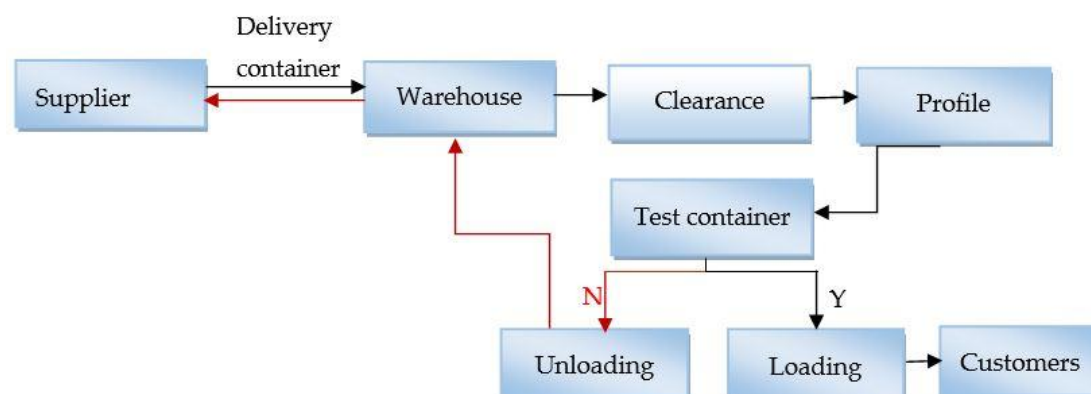 Delivery
container
Supplier
Warehouse
Clearance
Profile
Test container
N
Y
Unloading
Loading
Customers